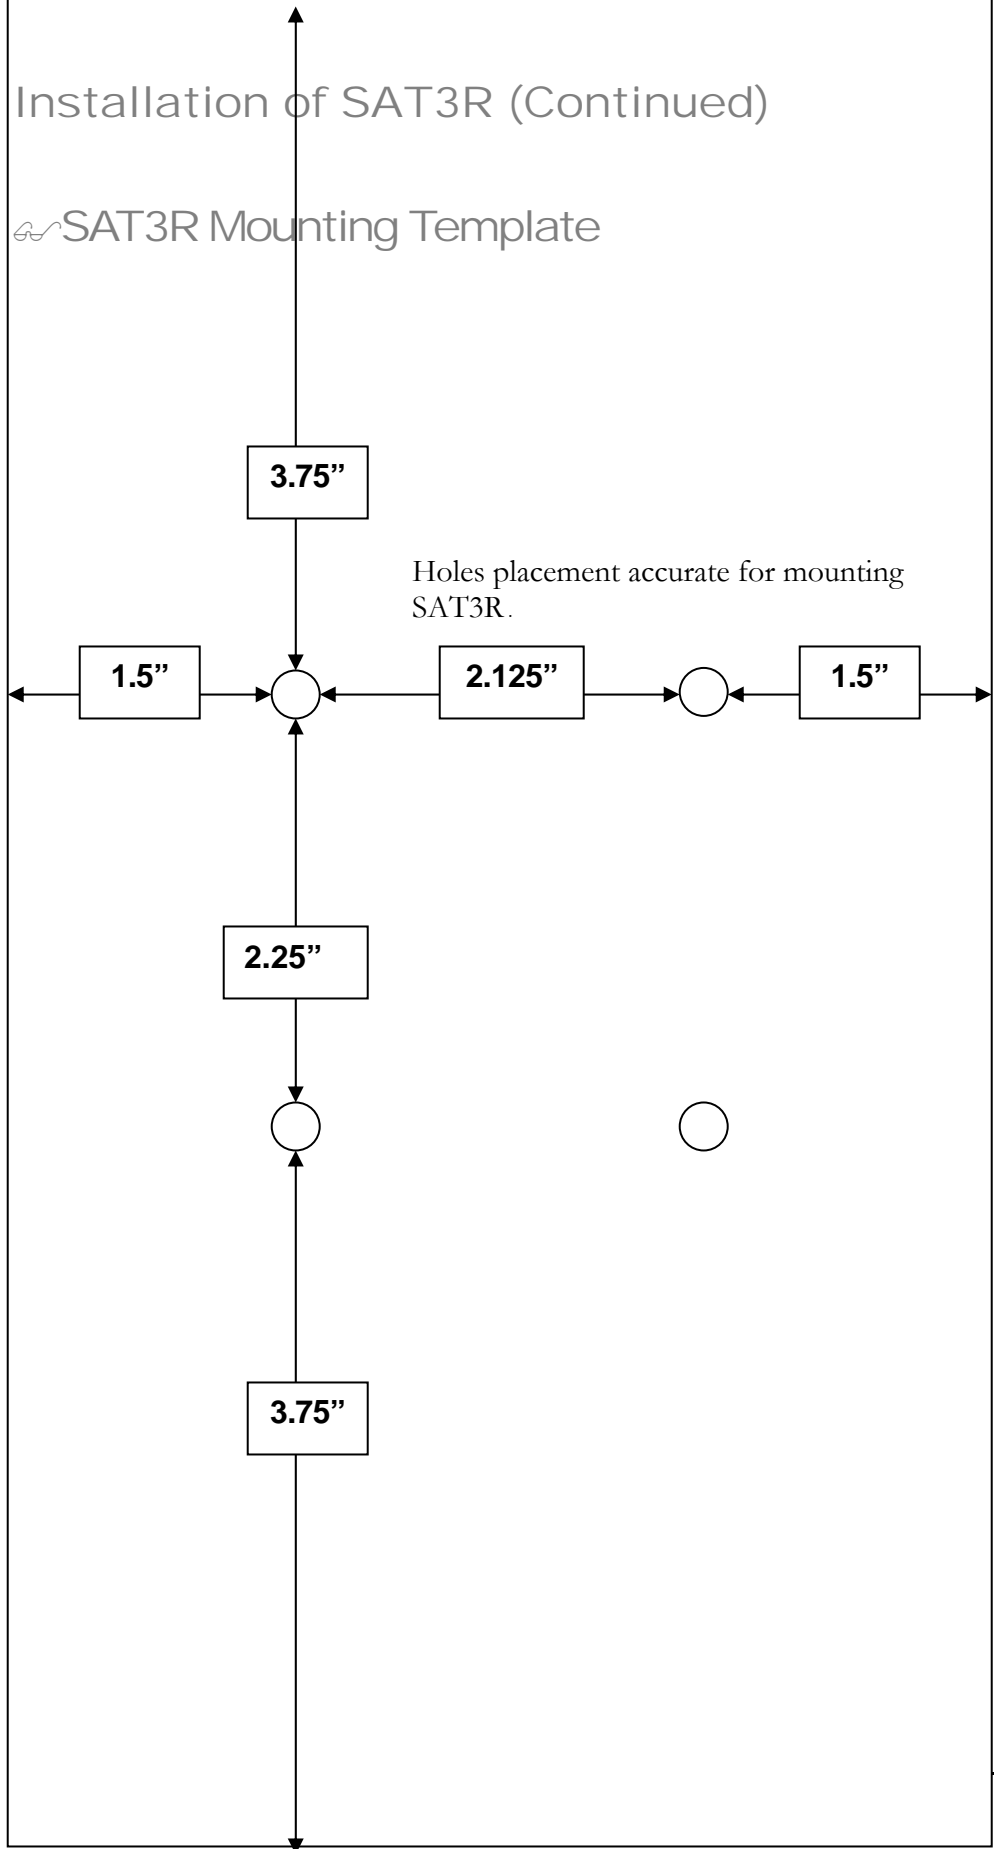 Installation of SAT3R (Continued)
SAT3R Mounting Template
3.75”
Holes placement accurate for mounting
SAT3R.
1.5”
2.125”
1.5”
2.25”
3.75”